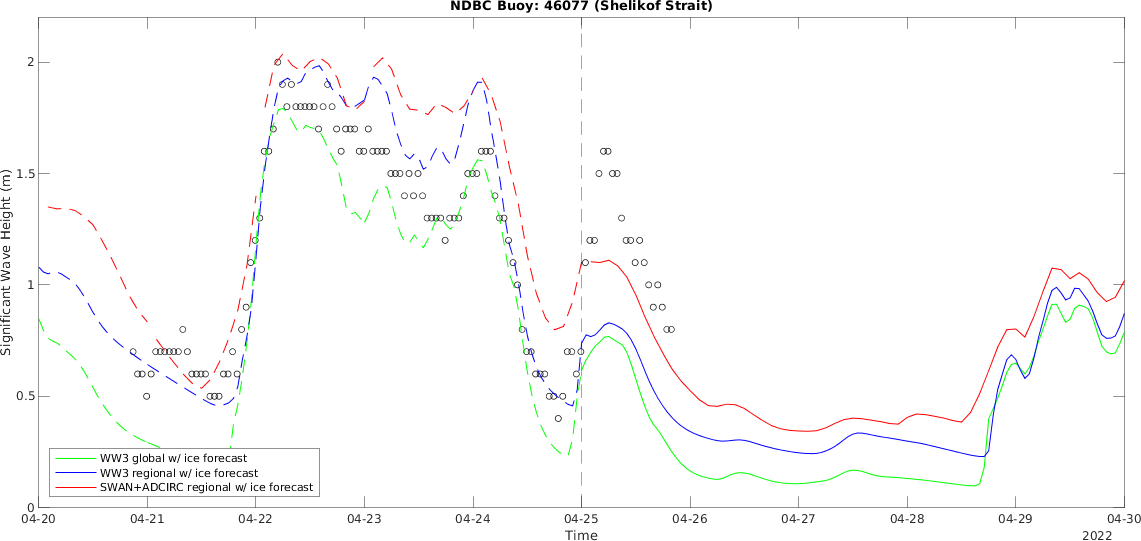 NDBC Buoy: 46077 (Shelikof Strait)
Significant Wave Height (m)
2
1.5
1
0.5
0
WW3 global w/ ice forecast
WW3 regional w/ ice forecast
SWAN+ADCIRC regional w/ ice forecast
04-20 04-21 04-22 04-23 04-24 04-25 04-26 04-27 04-28 04-29 04-30
Time
2022